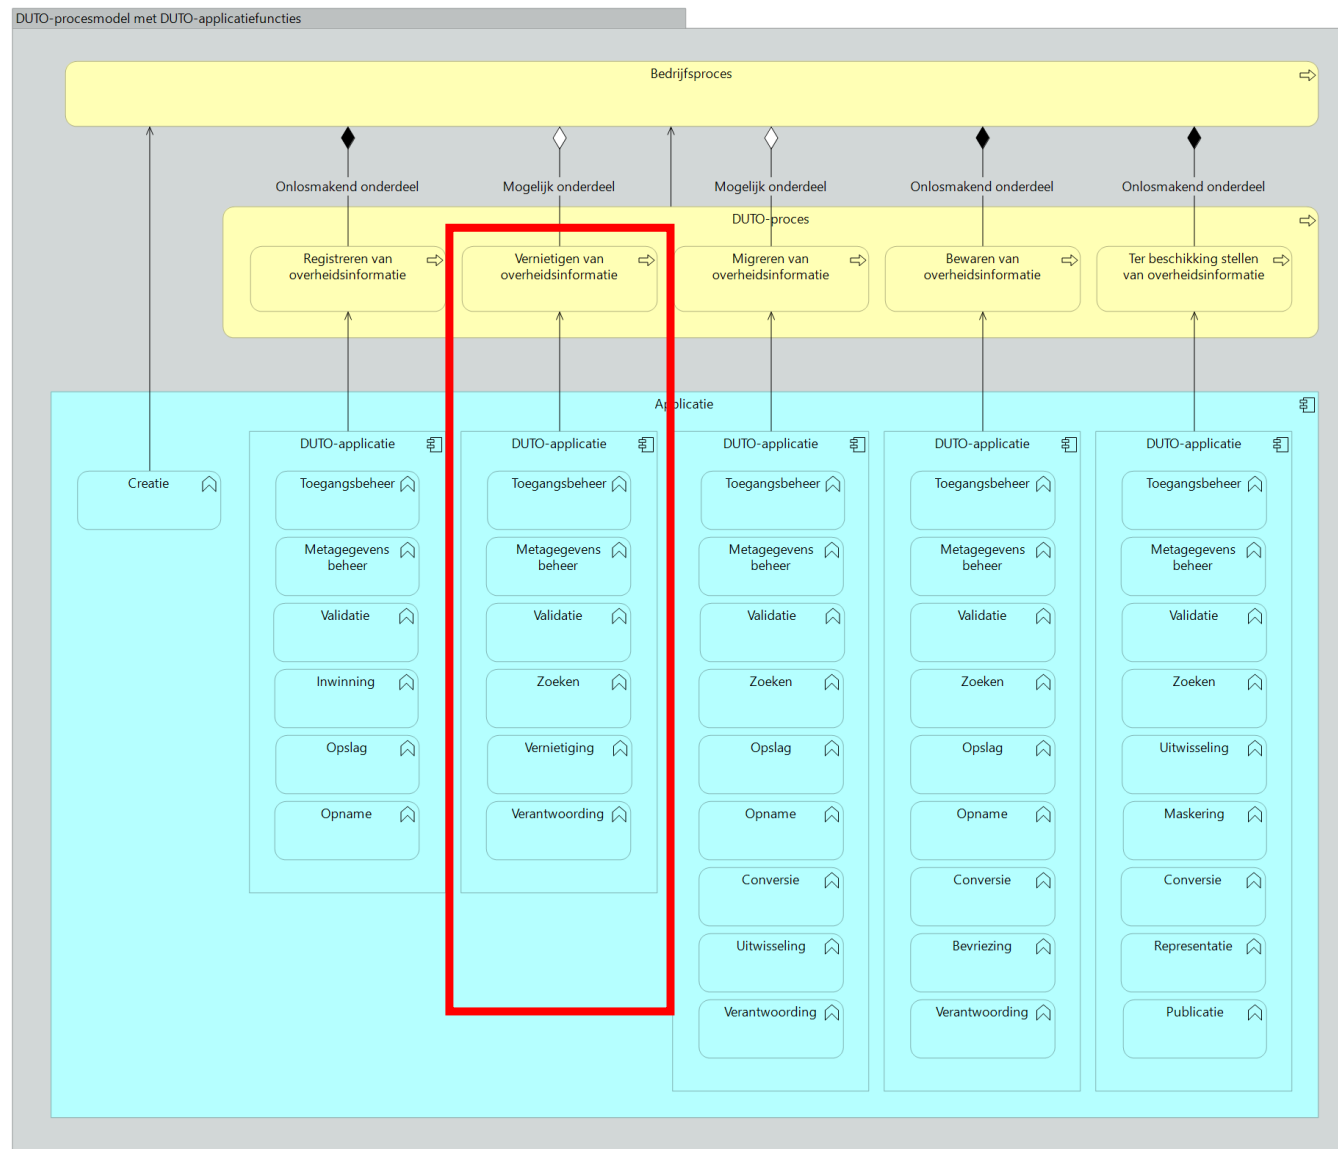 DUTO-procesmodel met DUTO-applicatiefuncties
Bedrijfsproces
Onlosmakend onderdeel
Mogelijk onderdeel
Mogelijk onderdeel
Onlosmakend onderdeel
Onlosmakend onderdeel
DUTO-proces
Registreren van
overheidsinformatie
Vernietigen van
overheidsinformatie
Migreren van
overheidsinformatie
Bewaren van
overheidsinformatie
Ter beschikking stellen
van overheidsinformatie
Applicatie
Creatie
DUTO-applicatie
Toegangsbeheer
Metagegevens
beheer
Validatie
Inwinning
Opslag
Opname
DUTO-applicatie
Toegangsbeheer
Metagegevens
beheer
Validatie
Zoeken
Vernietiging
Verantwoording
DUTO-applicatie
Toegangsbeheer
Metagegevens
beheer
Validatie
Zoeken
Opslag
Opname
Conversie
Uitwisseling
Verantwoording
DUTO-applicatie
Toegangsbeheer
Metagegevens
beheer
Validatie
Zoeken
Opslag
Opname
Conversie
Bevriezing
Verantwoording
DUTO-applicatie
Toegangsbeheer
Metagegevens
beheer
Validatie
Zoeken
Uitwisseling
Maskering
Conversie
Representatie
Publicatie